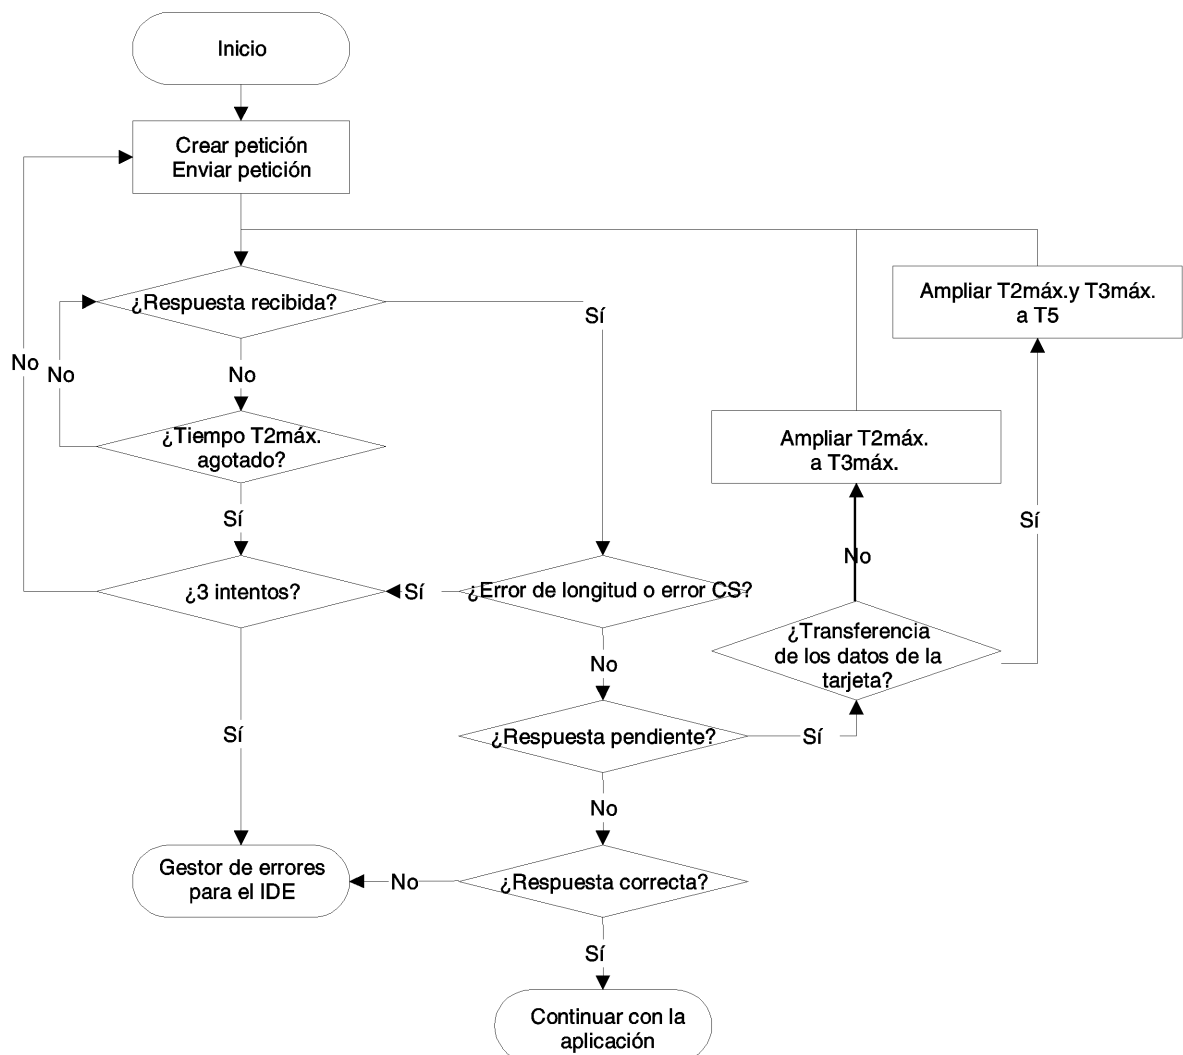 Inicio
Crear petición
Enviar petición
¿Respuesta recibida?
Sí
Ampliar T2máx.y T3máx.
a T5
No
No
No
¿Tiempo T2máx.
agotado?
Ampliar T2máx.
a T3máx.
Sí
Sí
No
¿3 intentos?
Sí
¿Error de longitud o error CS?
¿Transferencia
de los datos de la
tarjeta?
No
Sí
¿Respuesta pendiente?
Sí
No
Gestor de errores
para el IDE
No
¿Respuesta correcta?
Sí
Continuar con la
aplicación